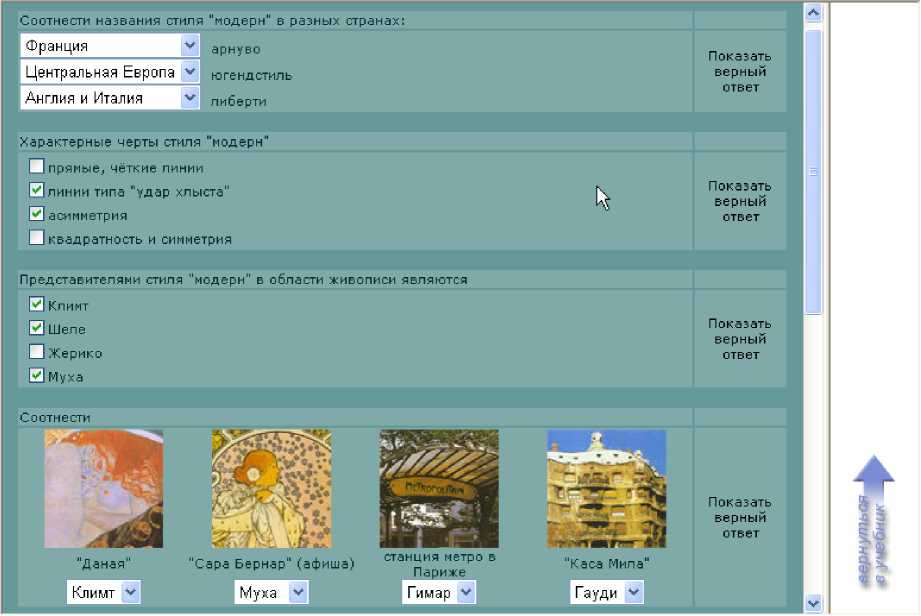 Соотнести названия стиля "модерн" в разных странах:
Франция арнуво
Центральная Европа югендстиль
Англия и Италия либерти
Показать
верный
ответ
Характерные черты стиля "модерн"
прямые, чёткие линии
линии типа "удар хлыста"
асимметрия
квадратность и симметрия
Показать
верный
ответ
Представителями стиля "модерн" в области живописи являются
Климт
Шеле
Жерико
Муха
Показать
верный
ответ
Соотнести
METROPOLITAIN
"Даная"
"Сара Бернар" (афиша)
станция метро в
Париже
"Каса Мила"
Климт
Муха
Гимар
Гауди
Показать
верный
ответ
вернуться
в учебник